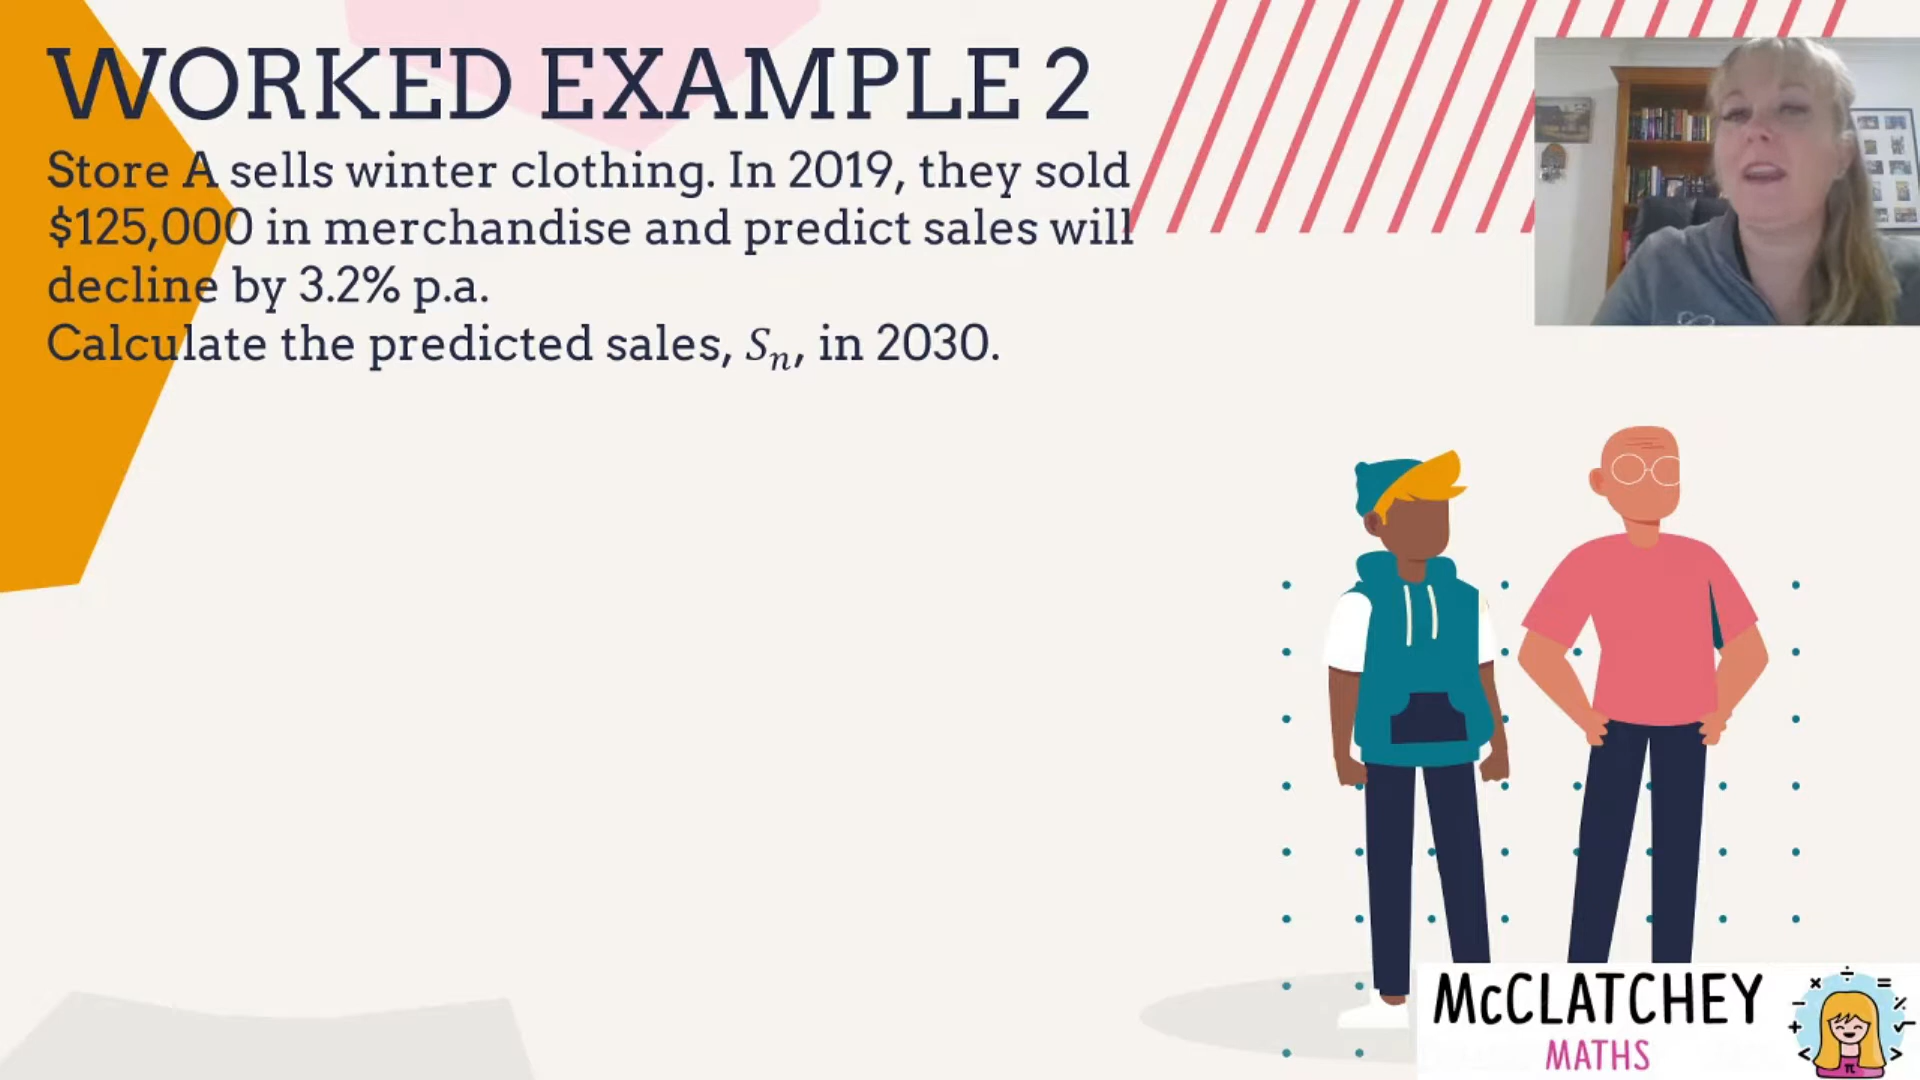 WORKED EXAMPLE 2
Store A sells winter clothing. In 2019, they sold
$125,000 in merchandise and predict sales will
decline by 3.2% p.a.
Calculate the predicted sales, Sₙ, in 2030.
McCLATCHEY
MATHS